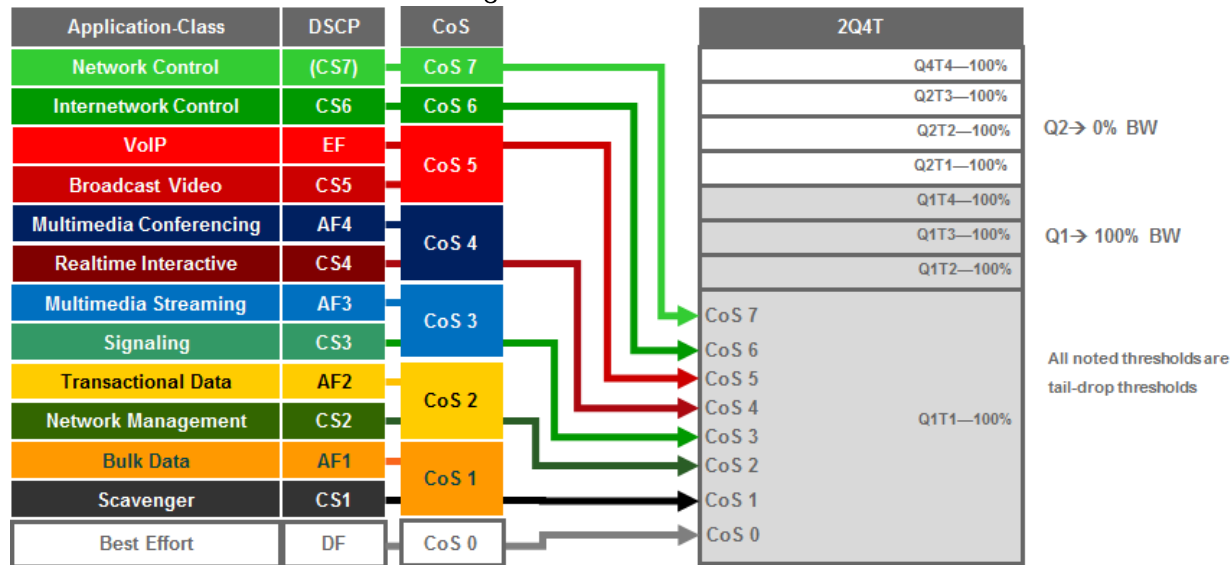 Application-Class DSCP CoS 2Q4T
Network Control (CS7) CoS 7 Q4T4—100%
Internetwork Control CS6 CoS 6 Q2T3—100%
VoIP EF CoS 5 Q2T2—100% Q2→ 0% BW
Broadcast Video CS5 Q2T1—100%
Multimedia Conferencing AF4 CoS 4 Q1T4—100%
Realtime Interactive CS4 Q1T3—100% Q1→ 100% BW
Q1T2—100%
Multimedia Streaming AF3 CoS 3 CoS 7
Signaling CS3 CoS 6 All noted thresholds are
Transactional Data AF2 CoS 2 CoS 5 tail-drop thresholds
CoS 4
Network Management CS2 CoS 3 Q1T1—100%
Bulk Data AF1 CoS 1 CoS 2
Scavenger CS1 CoS 1
Best Effort DF CoS 0 CoS 0